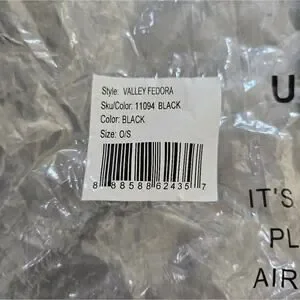 Style: VALLEY FEDORA
Sku/Color: 11094 BLACK
Color: BLACK
Size: O/S
8 88588 62435 7
U
IT'S
PL
AIR